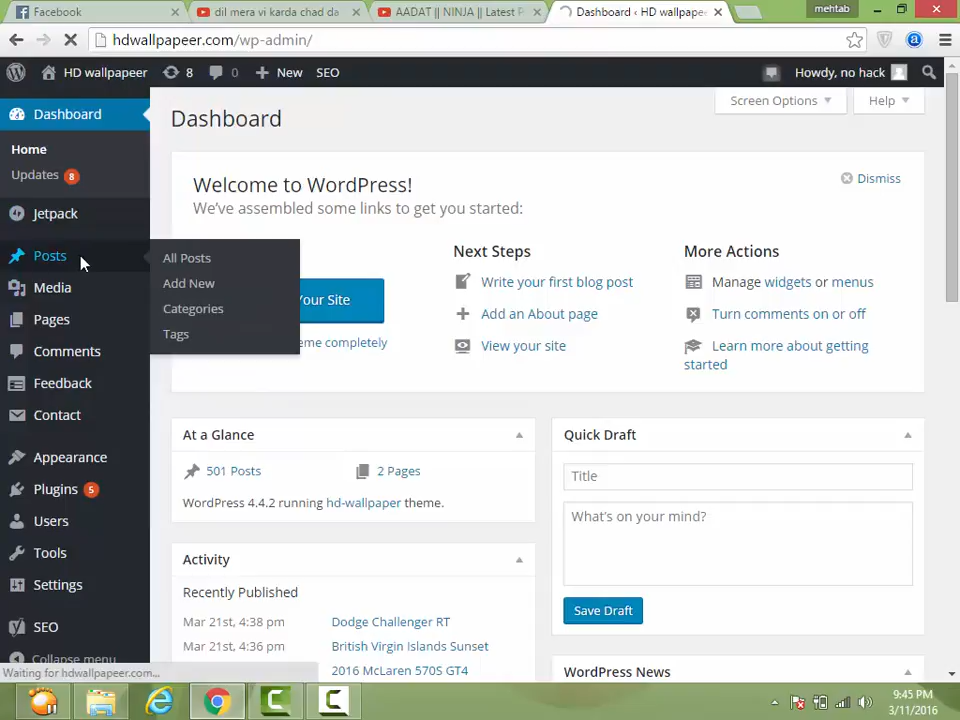 Facebook
dil mera vi karda chad da
AADAT || NINJA || Latest P
Dashboard ‹ HD wallpape
mehtab
hdwallpapeer.com/wp-admin/
HD wallpaper 8 0 New SEO Howdy, no hack
Dashboard
Home
Updates 8
Jetpack
Posts
Media
Pages
Comments
Feedback
Contact
Appearance
Plugins 5
Users
Tools
Settings
SEO
Collapse menu
All Posts
Add New
Categories
Tags
Dashboard
Screen Options
Help
Welcome to WordPress!
Dismiss
We've assembled some links to get you started:
Your Site
eme completely
Next Steps
Write your first blog post
Add an About page
View your site
More Actions
Manage widgets or menus
Turn comments on or off
Learn more about getting
started
At a Glance
501 Posts 2 Pages
WordPress 4.4.2 running hd-wallpaper theme.
Activity
Recently Published
Mar 21st, 4:38 pm Dodge Challenger RT
Mar 21st, 4:36 pm British Virgin Islands Sunset
2016 McLaren 570S GT4
Quick Draft
Title
What's on your mind?
Save Draft
WordPress News
Waiting for hdwallpapeer.com...
9:45 PM
3/11/2016